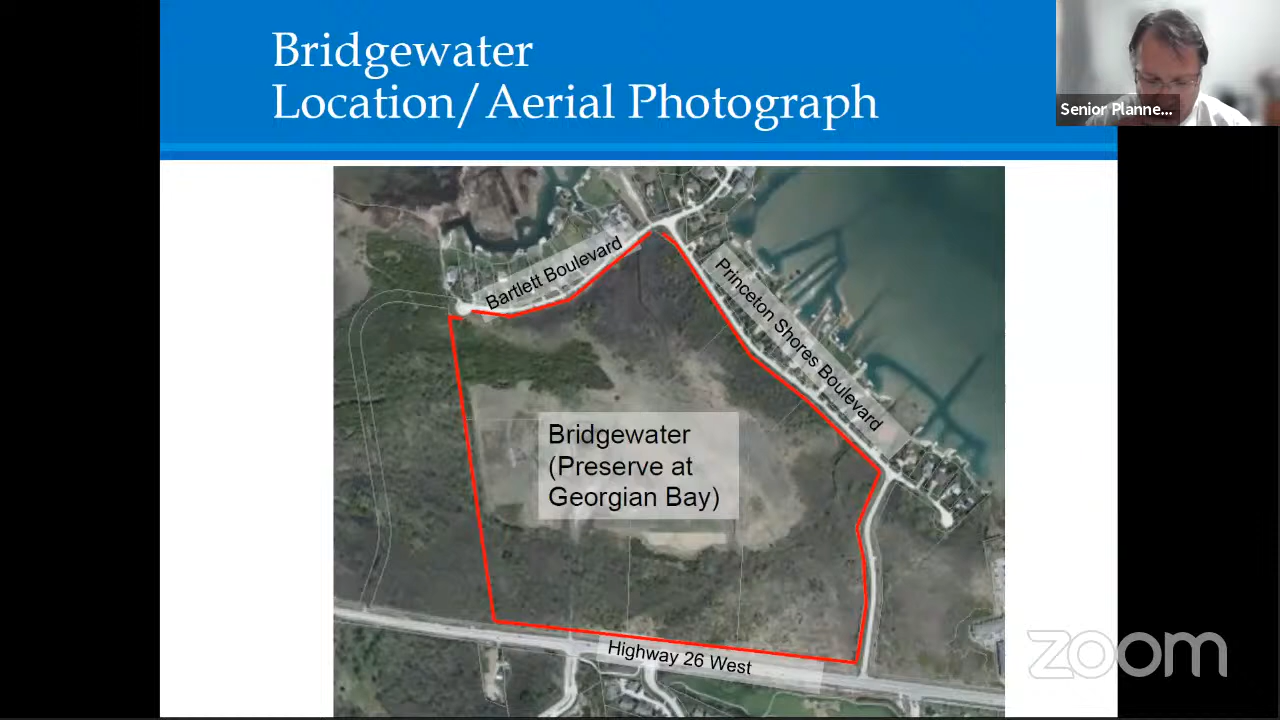 Bridgewater
Location/Aerial Photograph
Senior Planne...
Bartlett Boulevard
Princeton Shores Boulevard
Bridgewater
(Preserve at
Georgian Bay)
Highway 26 West
zoom